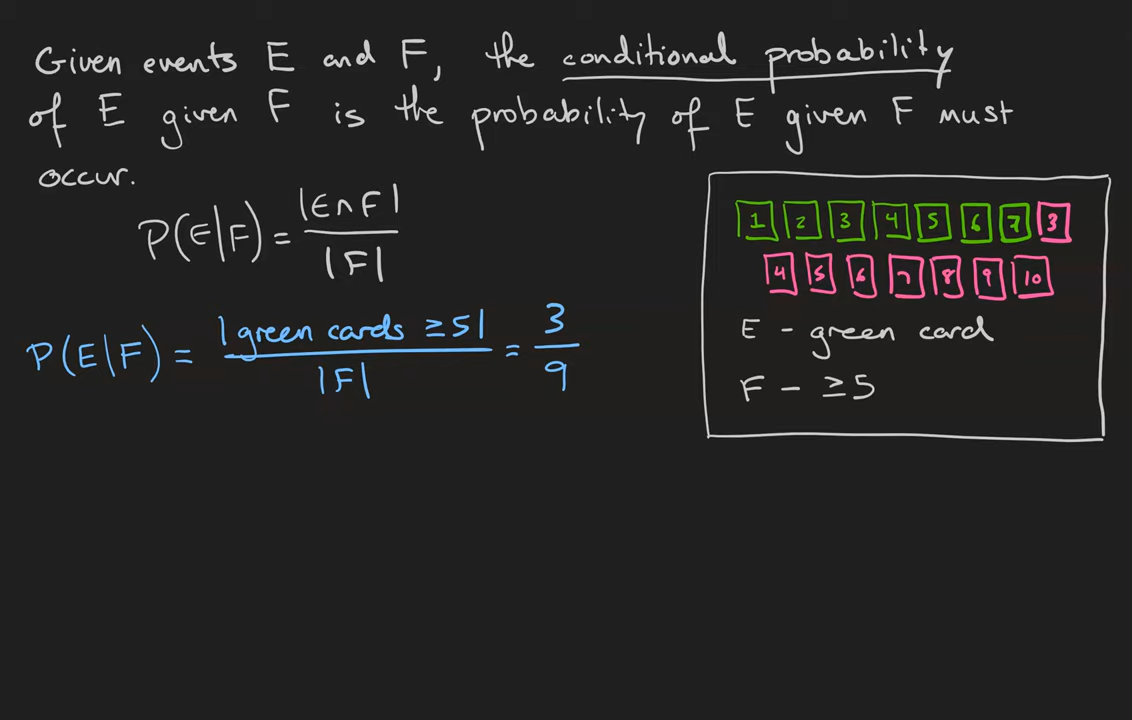 Given events E and F, the conditional probability
of E given F is the probability of E given F must
occur.
P(E|F) = |E∩F| / |F|
P(E|F) = |green cards ≥5| / |F| = 3/9
1 2 3 4 5 6 7 3
4 5 6 7 8 9 10
E - green card
F - ≥5